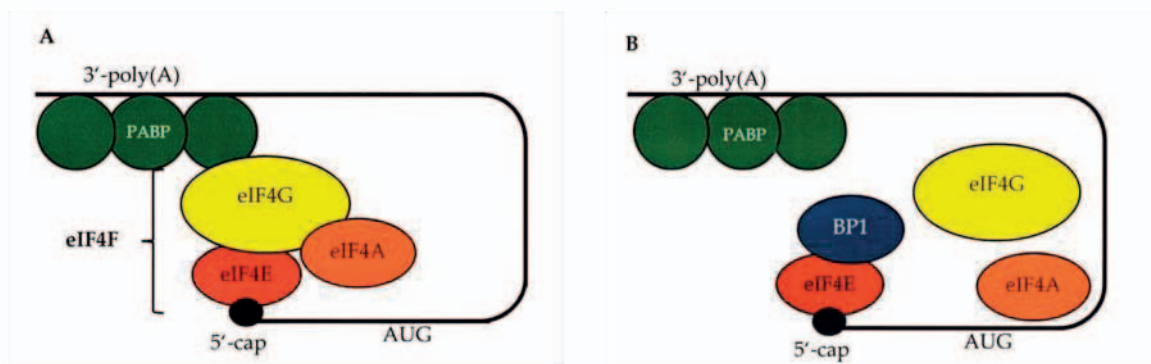 A
3′-poly(A)
PABP
eIF4G
eIF4F
eIF4A
eIF4E
5′-cap
AUG
B
3′-poly(A)
PABP
eIF4G
BP1
eIF4E
eIF4A
5′-cap
AUG